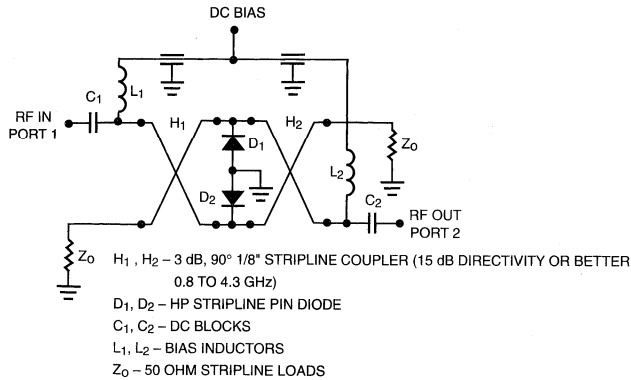 DC BIAS
C1
L1
RF IN
PORT 1
H1
H2
D1
Z0
L2
D2
C2
RF OUT
PORT 2
Z0
H1 , H2 – 3 dB, 90° 1/8" STRIPLINE COUPLER (15 dB DIRECTIVITY OR BETTER
0.8 TO 4.3 GHz)
D1, D2 – HP STRIPLINE PIN DIODE
C1, C2 – DC BLOCKS
L1, L2 – BIAS INDUCTORS
Z0 – 50 OHM STRIPLINE LOADS